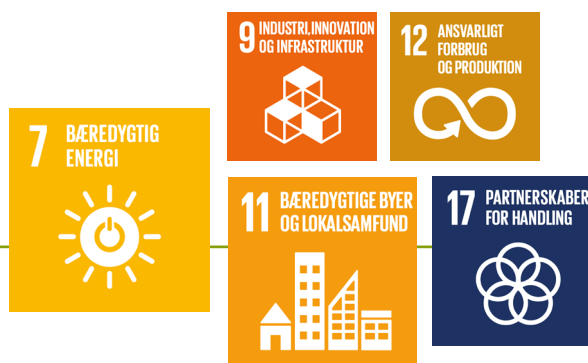 9 INDUSTRI, INNOVATION
OG INFRASTRUKTUR
12 ANSVARLIGT
FORBRUG
OG PRODUKTION
7 BÆREDYGTIG
ENERGI
11 BÆREDYGTIGE BYER
OG LOKALSAMFUND
17 PARTNERSKABER
FOR HANDLING